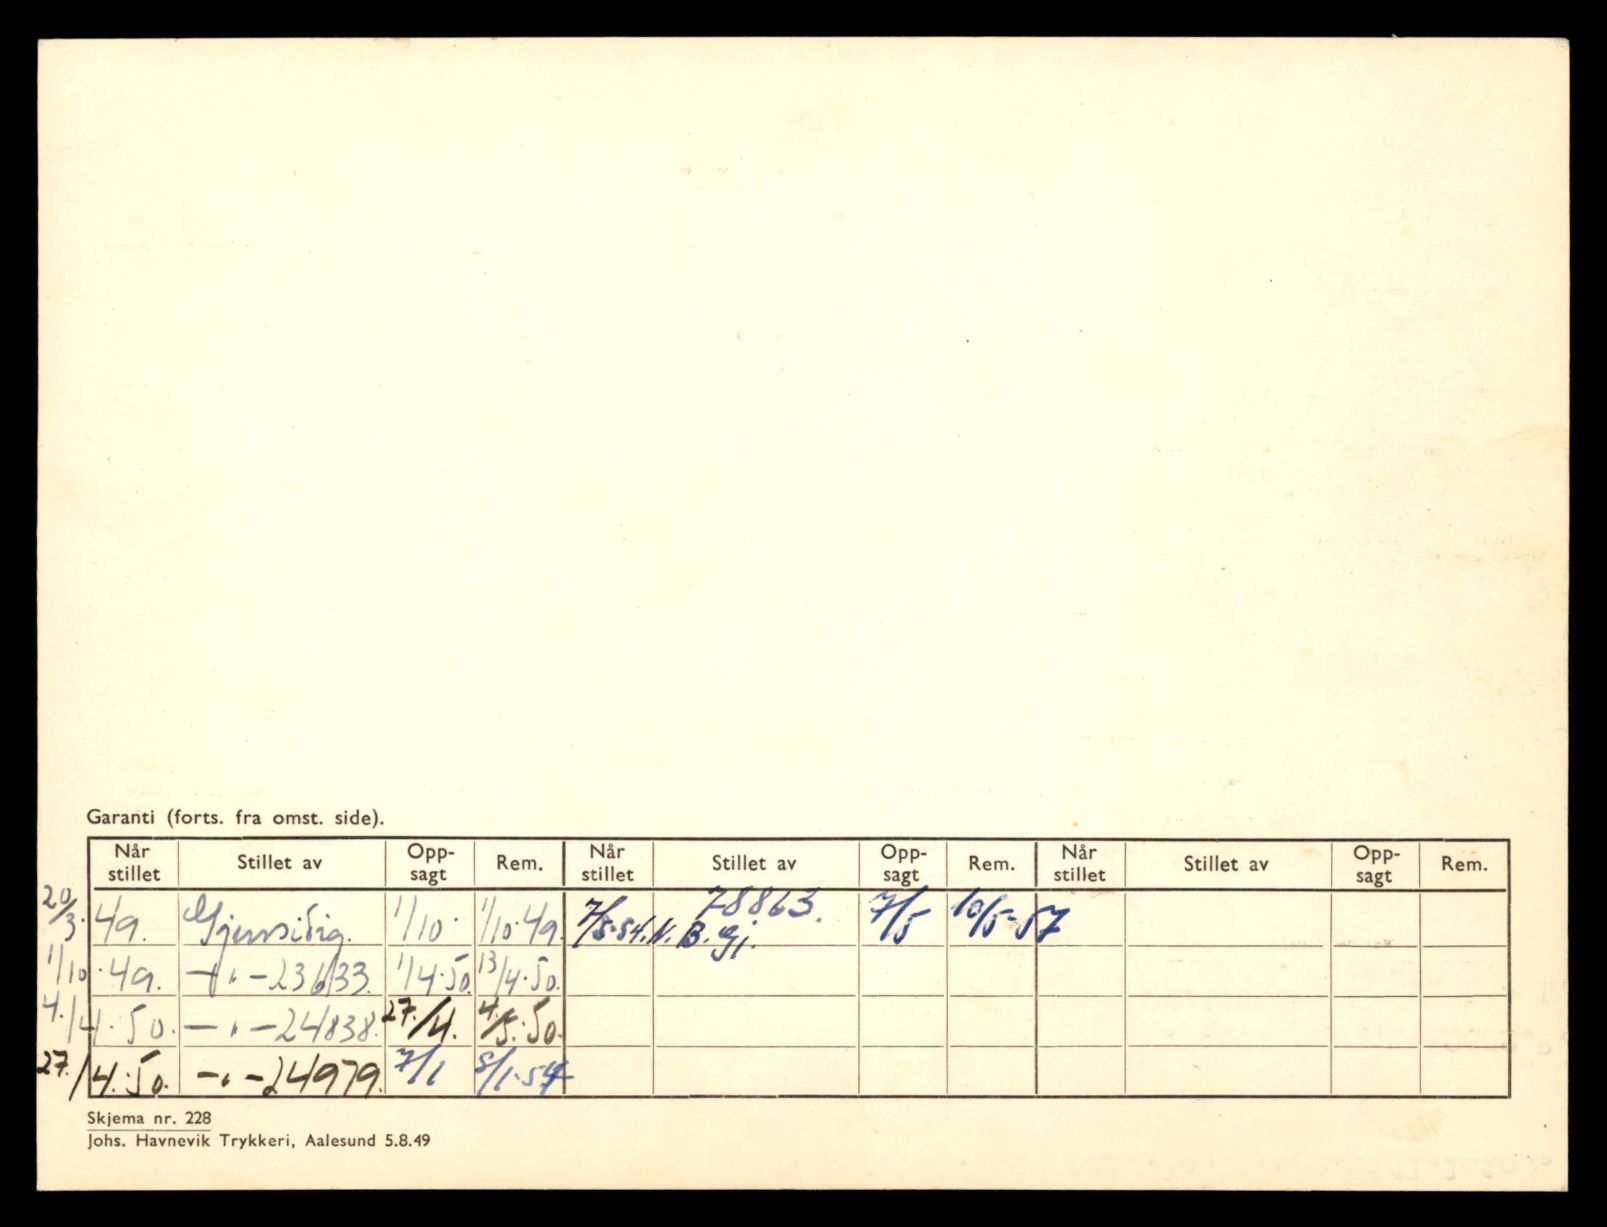 Garanti (forts. fra omst. side).
Når stillet Stillet av Opp-sagt Rem. Når stillet Stillet av Opp-sagt Rem. Når stillet Stillet av Opp-sagt Rem.
20/3. 49. Gjensidig. 1/10. 1/10.49. 7/5-54. N. B. Gj. 78863. 7/5 10/5-57
1/10. 49. —"— 23633. 1/4.50. 13/4.50.
4./4. 50. —"— 24838. 27./4. 4./5.50.
27./4.50. —"— 24979. 7/1 8/1-54
Skjema nr. 228
Johs. Havnevik Trykkeri, Aalesund 5.8.49